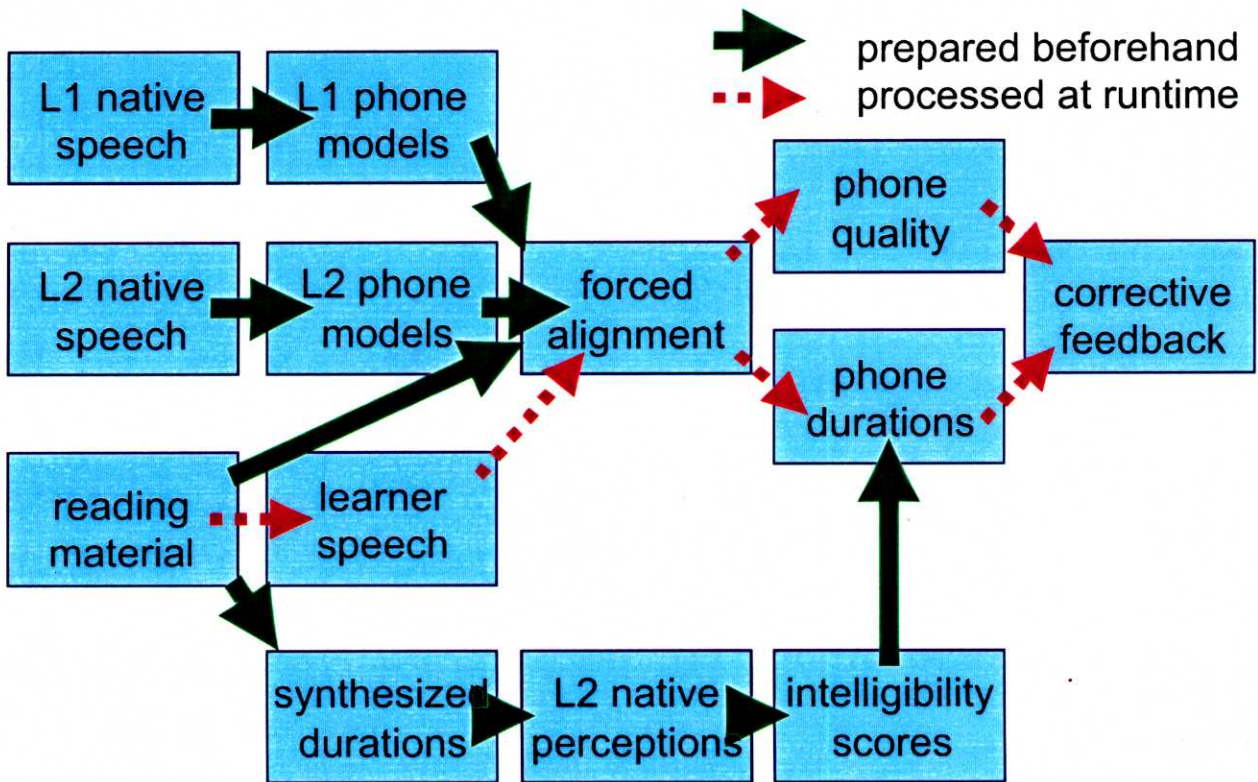 prepared beforehand
processed at runtime
L1 native
speech
L1 phone
models
L2 native
speech
L2 phone
models
forced
alignment
phone
quality
phone
durations
corrective
feedback
reading
material
learner
speech
synthesized
durations
L2 native
perceptions
intelligibility
scores